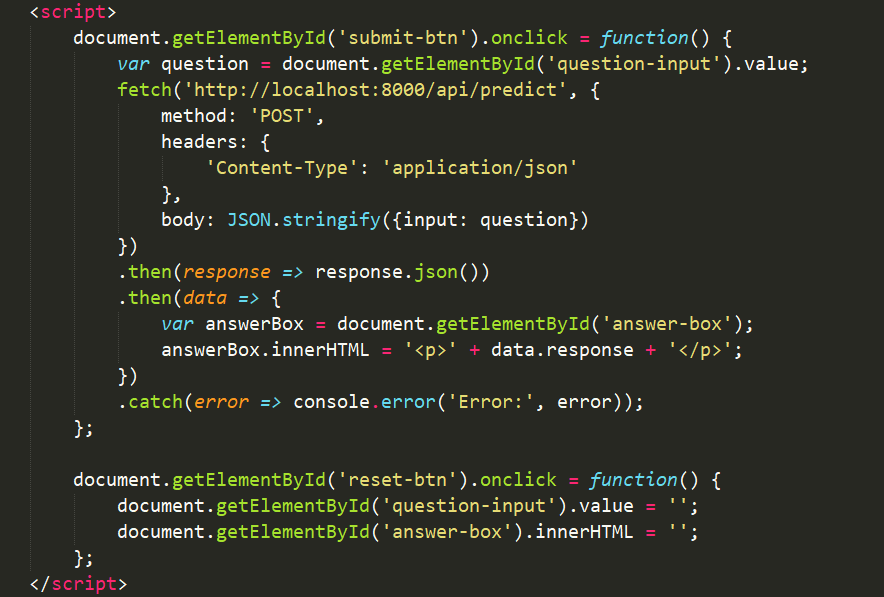 <script>
    document.getElementById('submit-btn').onclick = function() {
        var question = document.getElementById('question-input').value;
        fetch('http://localhost:8000/api/predict', {
            method: 'POST',
            headers: {
                'Content-Type': 'application/json'
            },
            body: JSON.stringify({input: question})
        })
        .then(response => response.json())
        .then(data => {
            var answerBox = document.getElementById('answer-box');
            answerBox.innerHTML = '<p>' + data.response + '</p>';
        })
        .catch(error => console.error('Error:', error));
    };

    document.getElementById('reset-btn').onclick = function() {
        document.getElementById('question-input').value = '';
        document.getElementById('answer-box').innerHTML = '';
    };
</script>